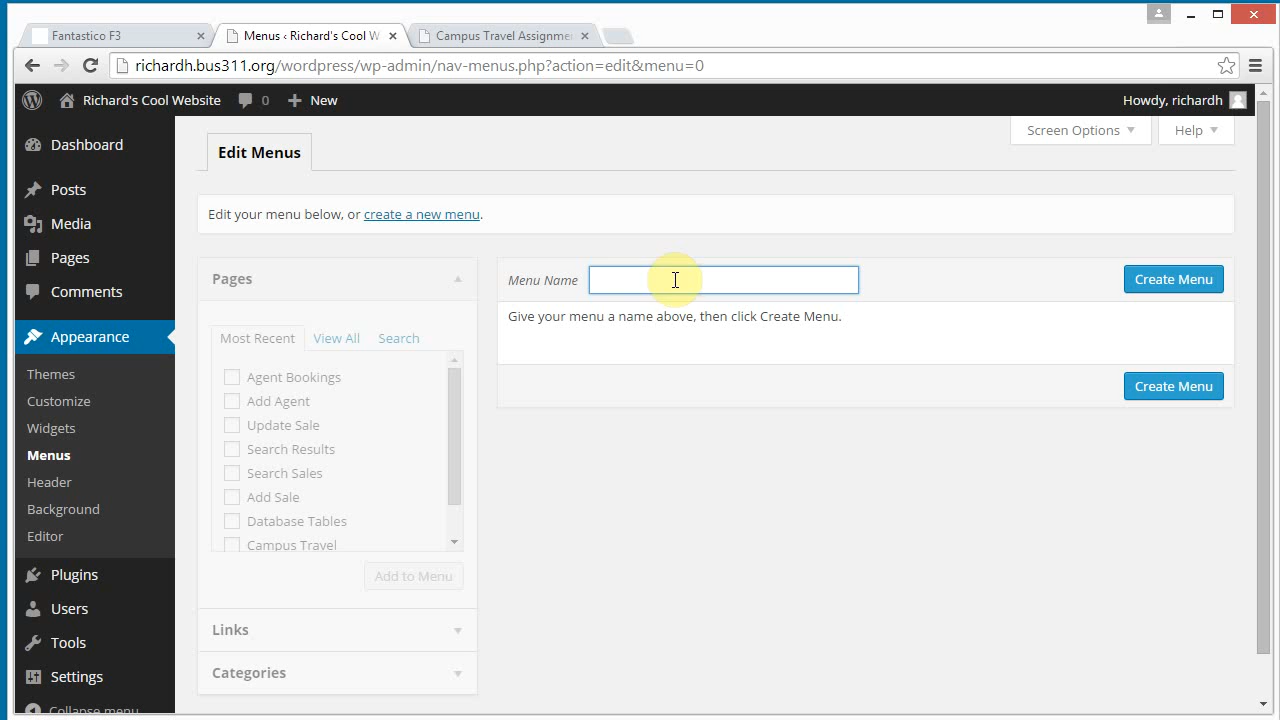 Fantastico F3
Menus ‹ Richard's Cool W
Campus Travel Assignmen
richardh.bus311.org/wordpress/wp-admin/nav-menus.php?action=edit&menu=0
Richard's Cool Website
0
New
Howdy, richardh
Screen Options
Help
Dashboard
Posts
Media
Pages
Comments
Appearance
Themes
Customize
Widgets
Menus
Header
Background
Editor
Plugins
Users
Tools
Settings
Collapse menu
Edit Menus
Edit your menu below, or create a new menu.
Pages
Most Recent
View All
Search
Agent Bookings
Add Agent
Update Sale
Search Results
Search Sales
Add Sale
Database Tables
Campus Travel
Add to Menu
Links
Categories
Menu Name
Create Menu
Give your menu a name above, then click Create Menu.
Create Menu